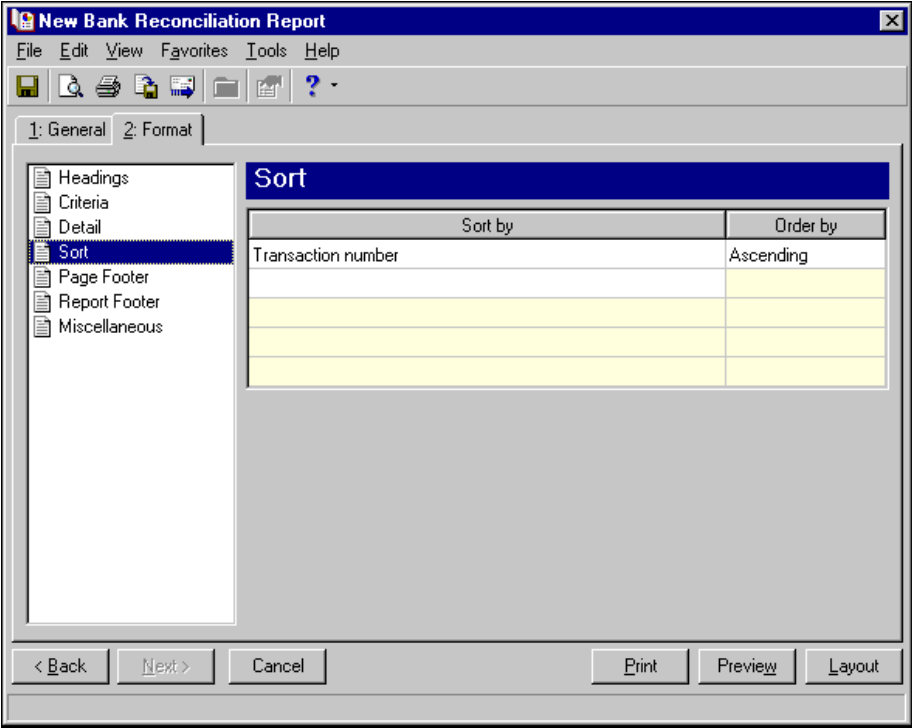 New Bank Reconciliation Report
File Edit View Favorites Tools Help
?
1: General 2: Format
Headings
Criteria
Detail
Sort
Page Footer
Report Footer
Miscellaneous
Sort
Sort by Order by
Transaction number Ascending
< Back Next > Cancel Print Preview Layout